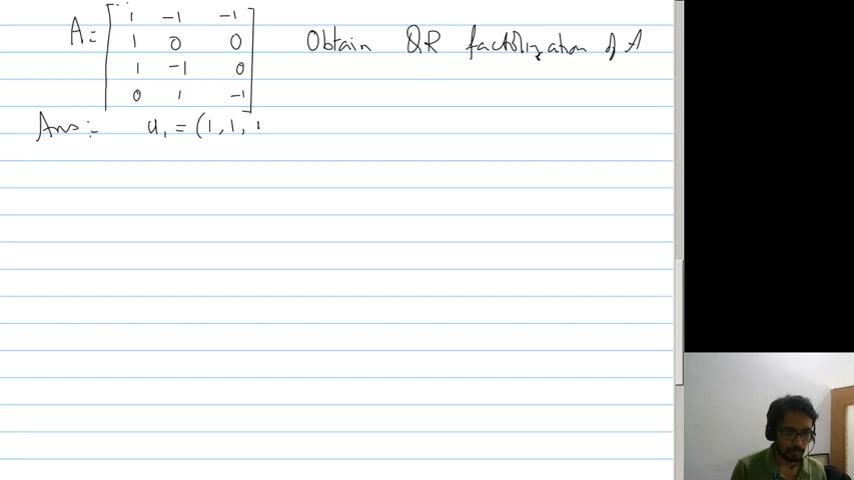 1 -1 -1
A = 1 0 0 Obtain QR factorization of A
1 -1 0
0 1 -1
Ans :- u₁ = (1, 1, 1